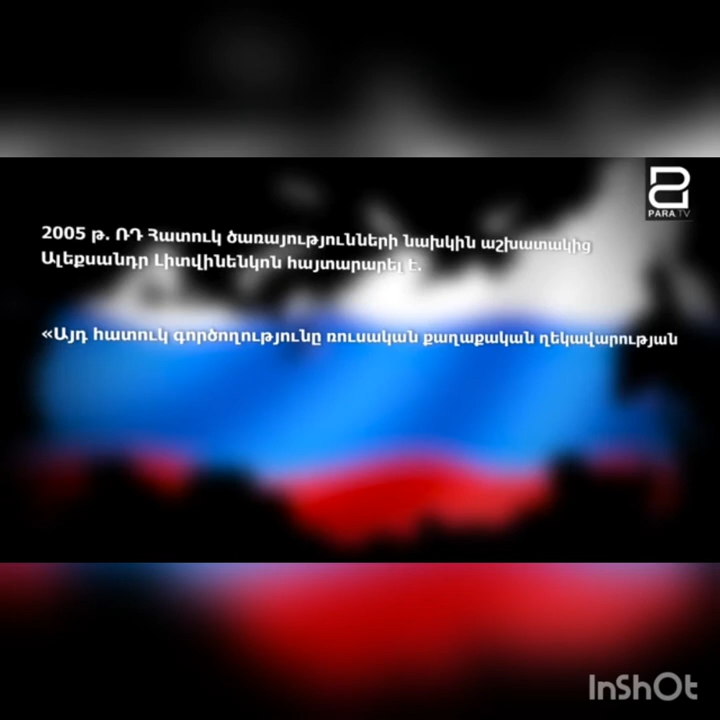 PARA.TV
2005 թ. ՌԴ Հատուկ ծառայությունների նախկին աշխատակից
Ալեքսանդր Լիտվինենկոն հայտարարել է.
«Այդ հատուկ գործողությունը ռուսական քաղաքական ղեկավարության
InShOt